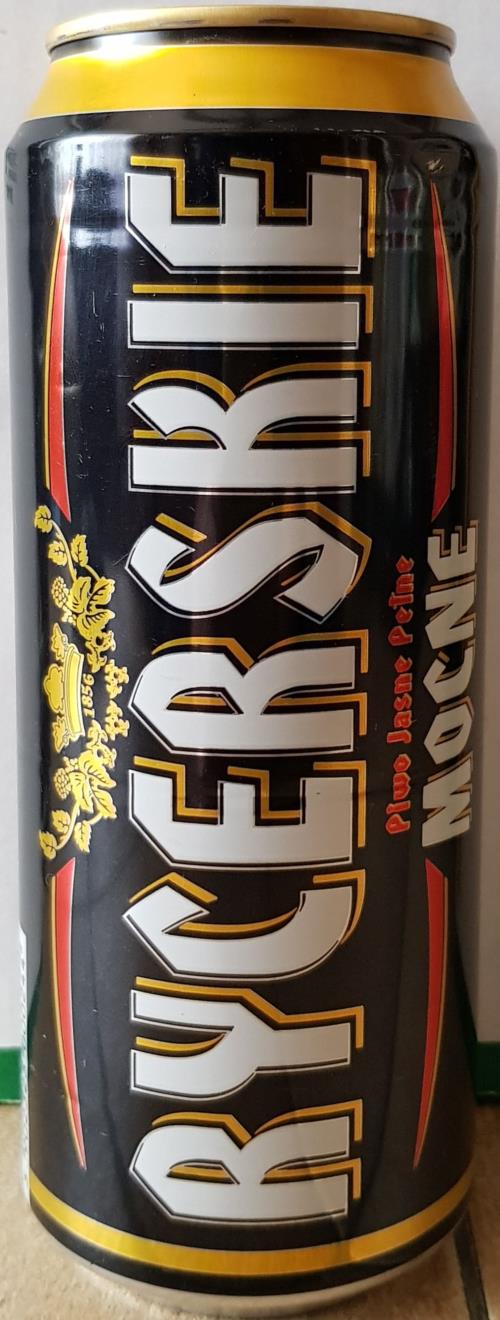 1856
RYCERSKIE
Piwo Jasne Pełne
MOCNE